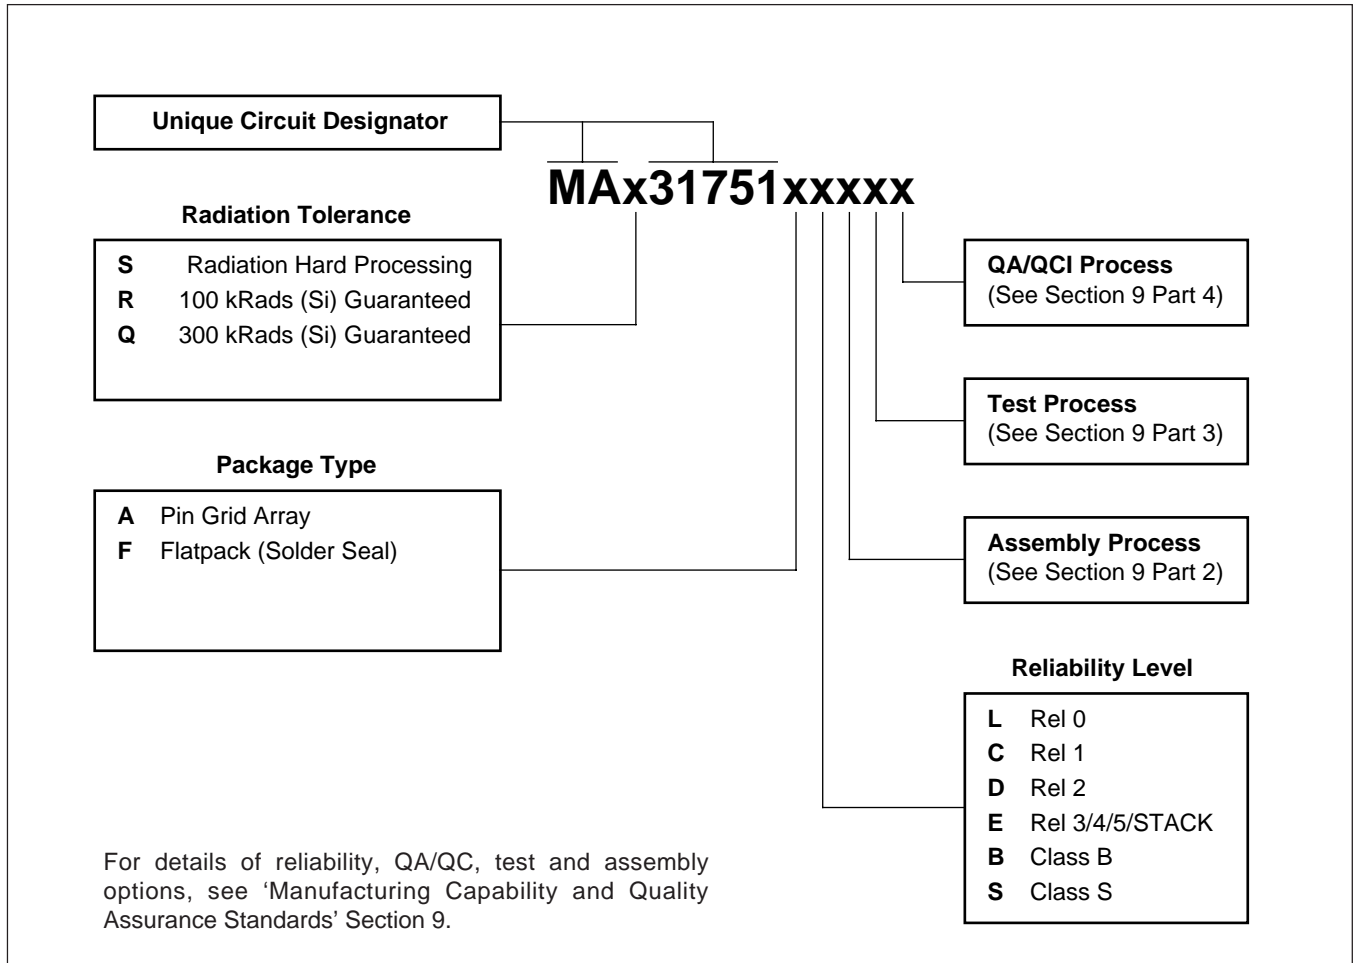 Unique Circuit Designator
MAx31751xxxxx
Radiation Tolerance
S Radiation Hard Processing
R 100 kRads (Si) Guaranteed
Q 300 kRads (Si) Guaranteed
Package Type
A Pin Grid Array
F Flatpack (Solder Seal)
QA/QCI Process
(See Section 9 Part 4)
Test Process
(See Section 9 Part 3)
Assembly Process
(See Section 9 Part 2)
Reliability Level
L Rel 0
C Rel 1
D Rel 2
E Rel 3/4/5/STACK
B Class B
S Class S
For details of reliability, QA/QC, test and assembly
options, see ‘Manufacturing Capability and Quality
Assurance Standards’ Section 9.